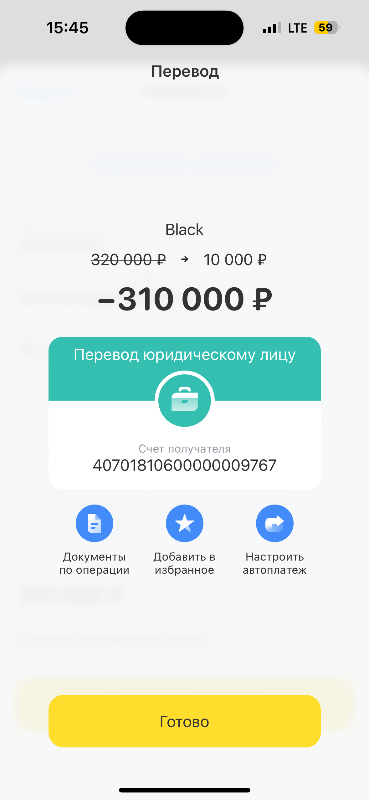 15:45 LTE 59
Перевод
Black
320 000 ₽ → 10 000 ₽
−310 000 ₽
Перевод юридическому лицу
Счет получателя
40701810600000009767
Документы по операции
Добавить в избранное
Настроить автоплатеж
Готово